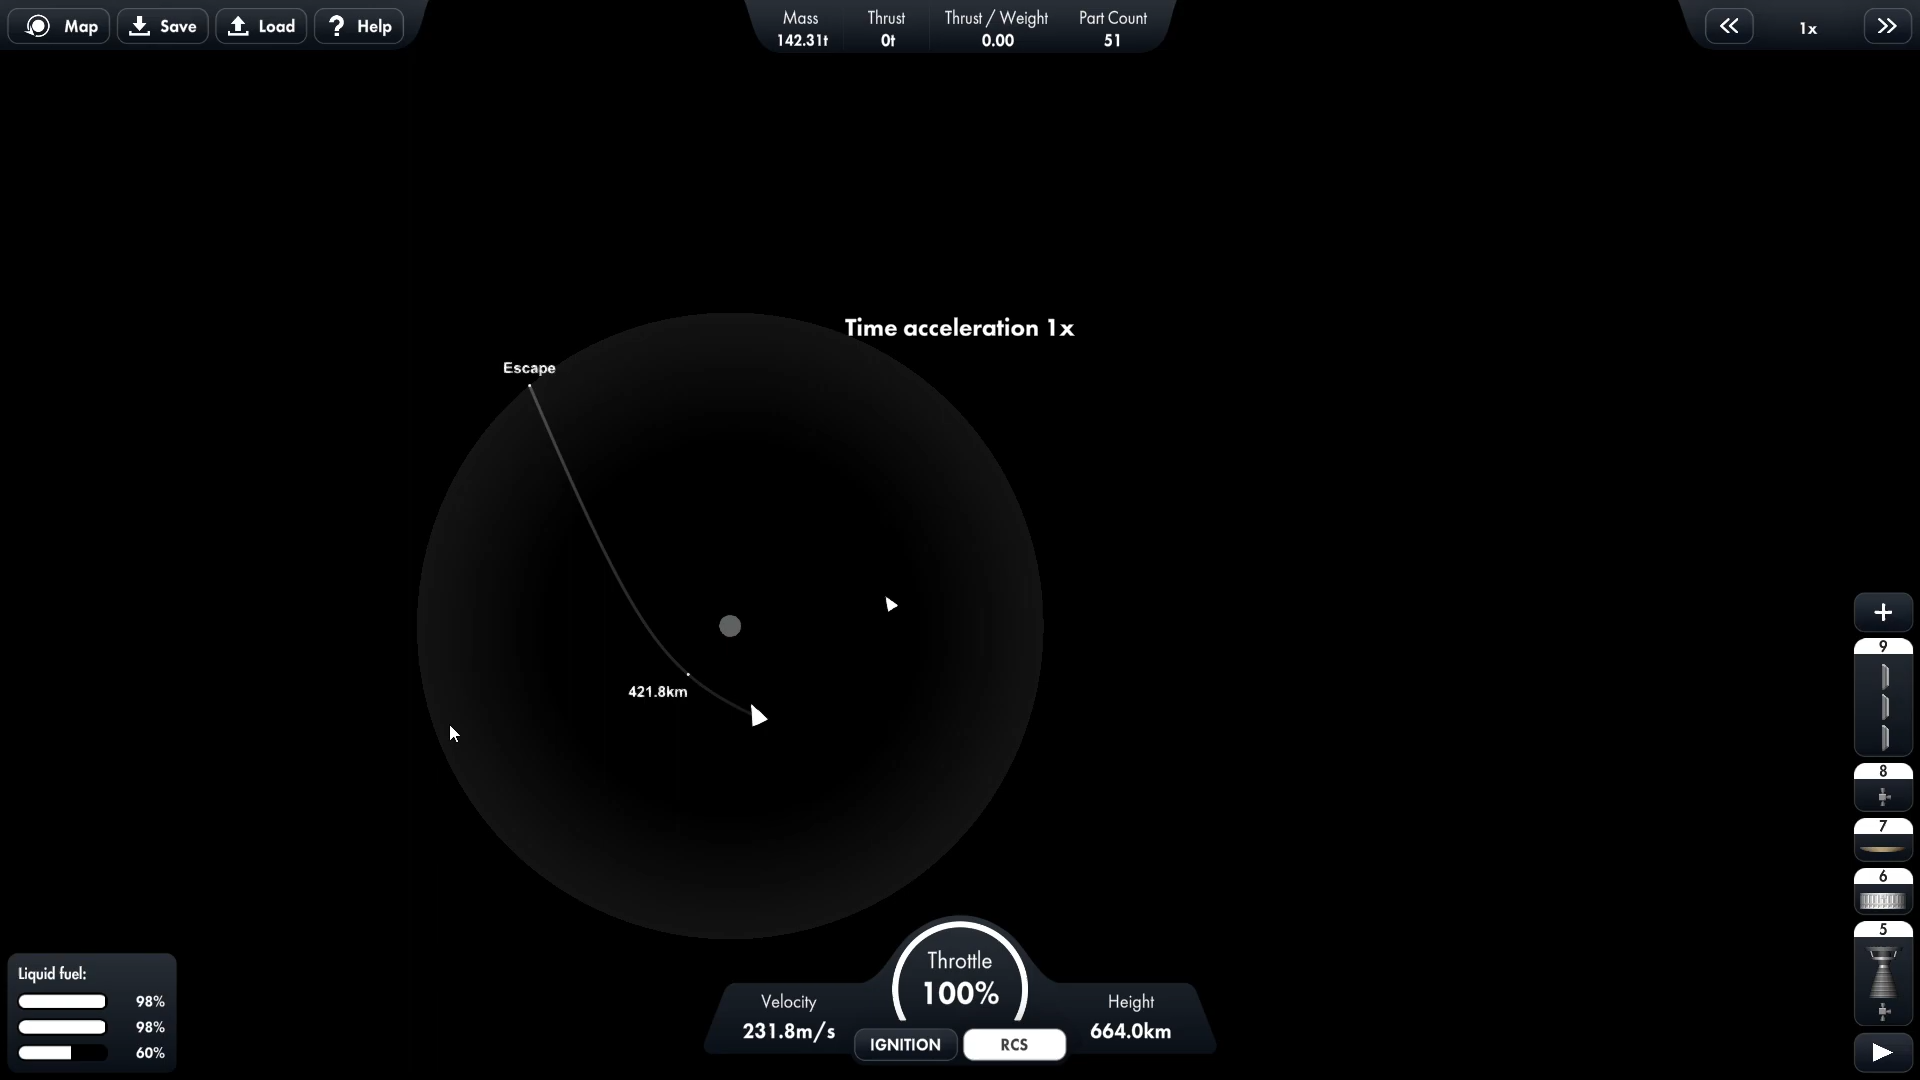 Map
Save
Load
Help
Mass
142.31t
Thrust
0t
Thrust / Weight
0.00
Part Count
51
1x
Time acceleration 1x
Escape
421.8km
9
8
7
6
5
Liquid fuel:
98%
98%
60%
Throttle
100%
Velocity
231.8m/s
IGNITION
RCS
Height
664.0km